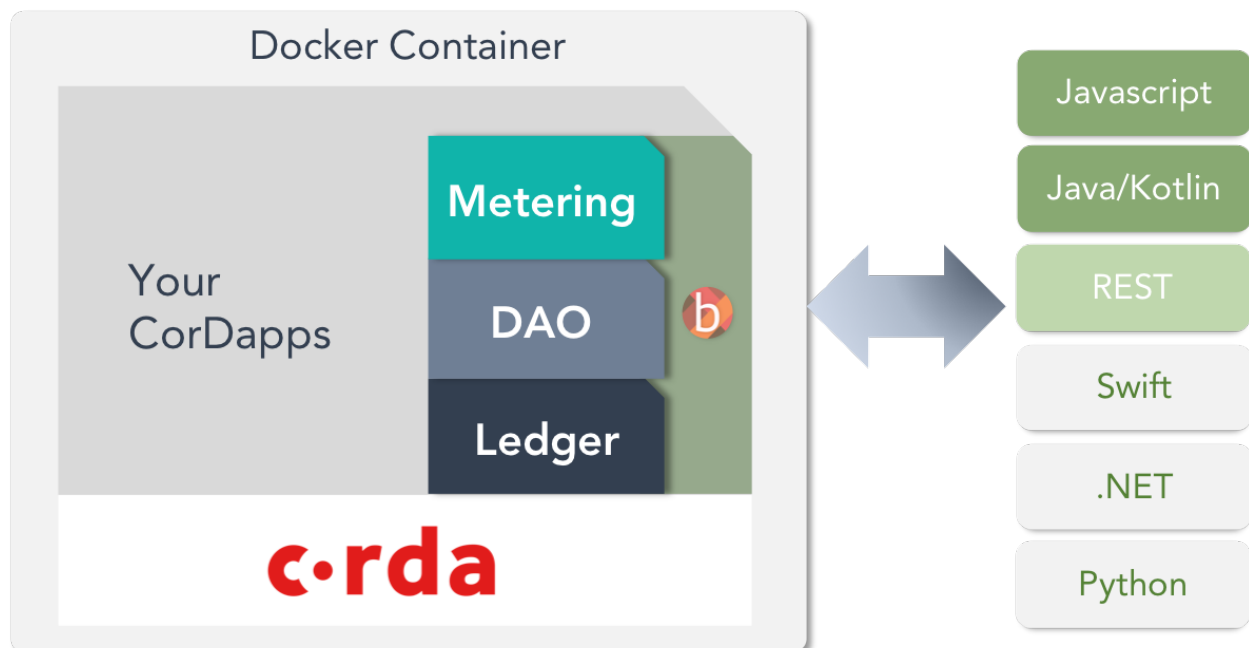 Docker Container
Metering
Your
CorDapps
DAO
b
Ledger
c•rda
Javascript
Java/Kotlin
REST
Swift
.NET
Python